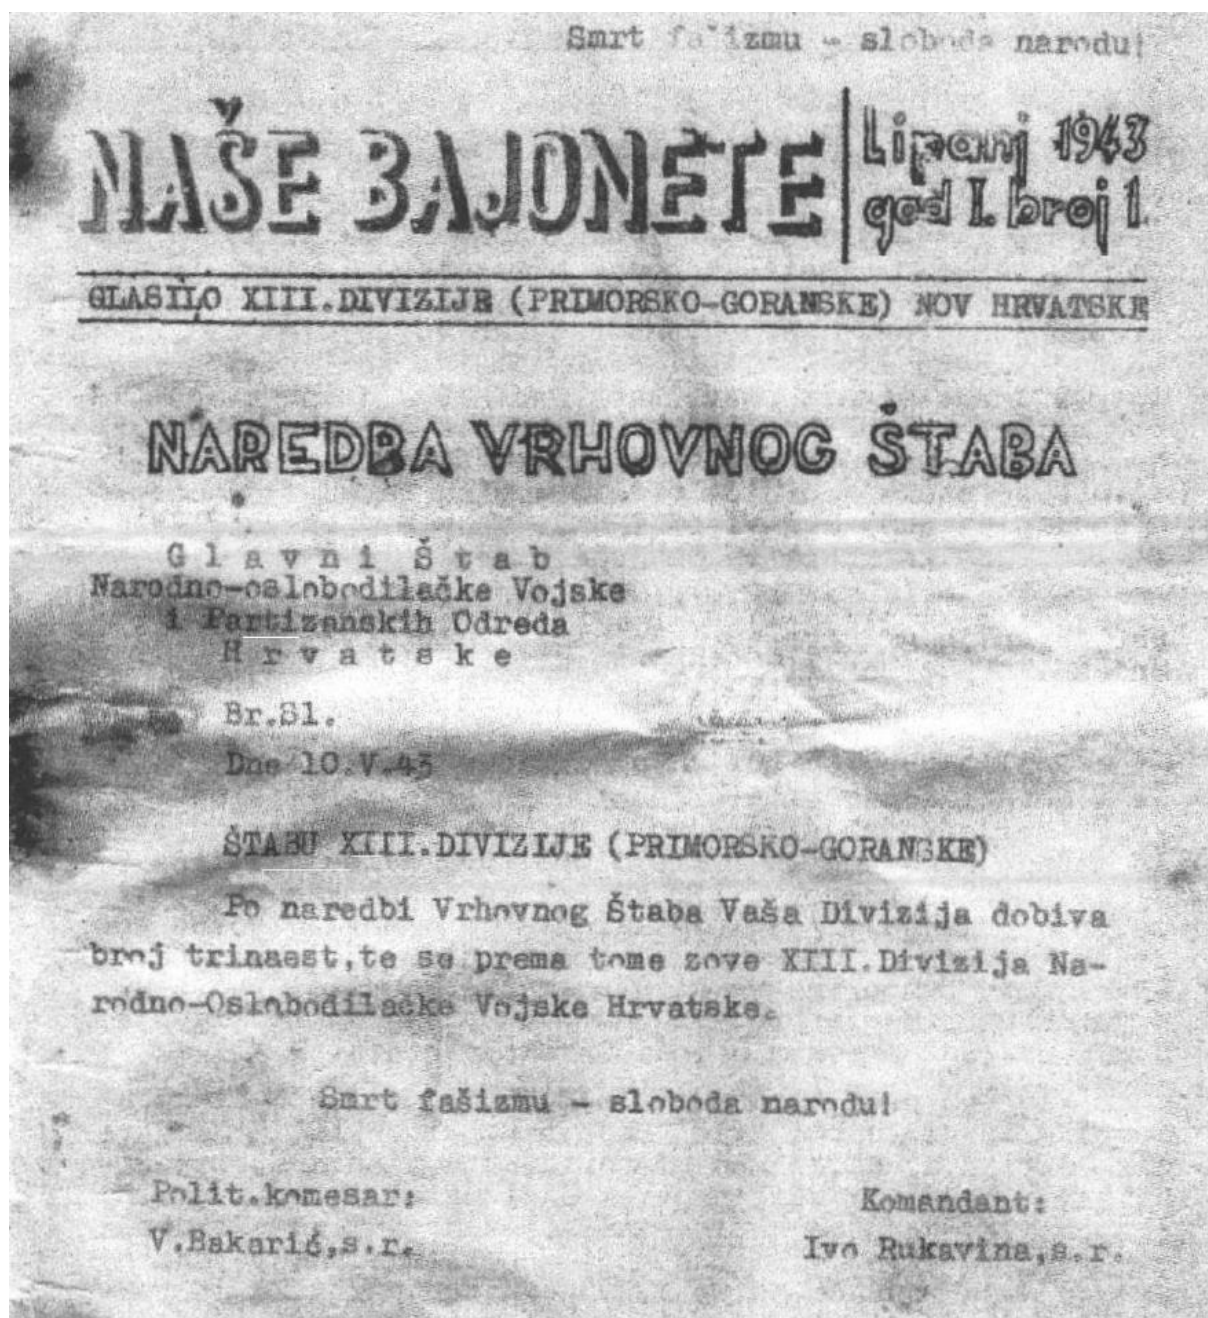 Smrt fašizmu - sloboda narodu!
NAŠE BAJONETE
Lipanj 1943
god I. broj 1.
GLASILO XIII.DIVIZIJE (PRIMORSKO-GORANSKE) NOV HRVATSKE
NAREDBA VRHOVNOG ŠTABA
Glavni Štab
Narodno-oslobodilačke Vojske
i Partizanskih Odreda
Hrvatske
Br.Sl.
Dne 10.V.43
ŠTABU XIII.DIVIZIJE (PRIMORSKO-GORANSKE)
Po naredbi Vrhovnog Štaba Vaša Divizija dobiva
broj trinaest,te se prema tome zove XIII.Divizija Na-
rodno-Oslobodilačke Vojske Hrvatske.
Smrt fašizmu - sloboda narodu!
Polit.komesar:
V.Bakarić,s.r.
Komandant:
Ivo Rukavina,s.r.